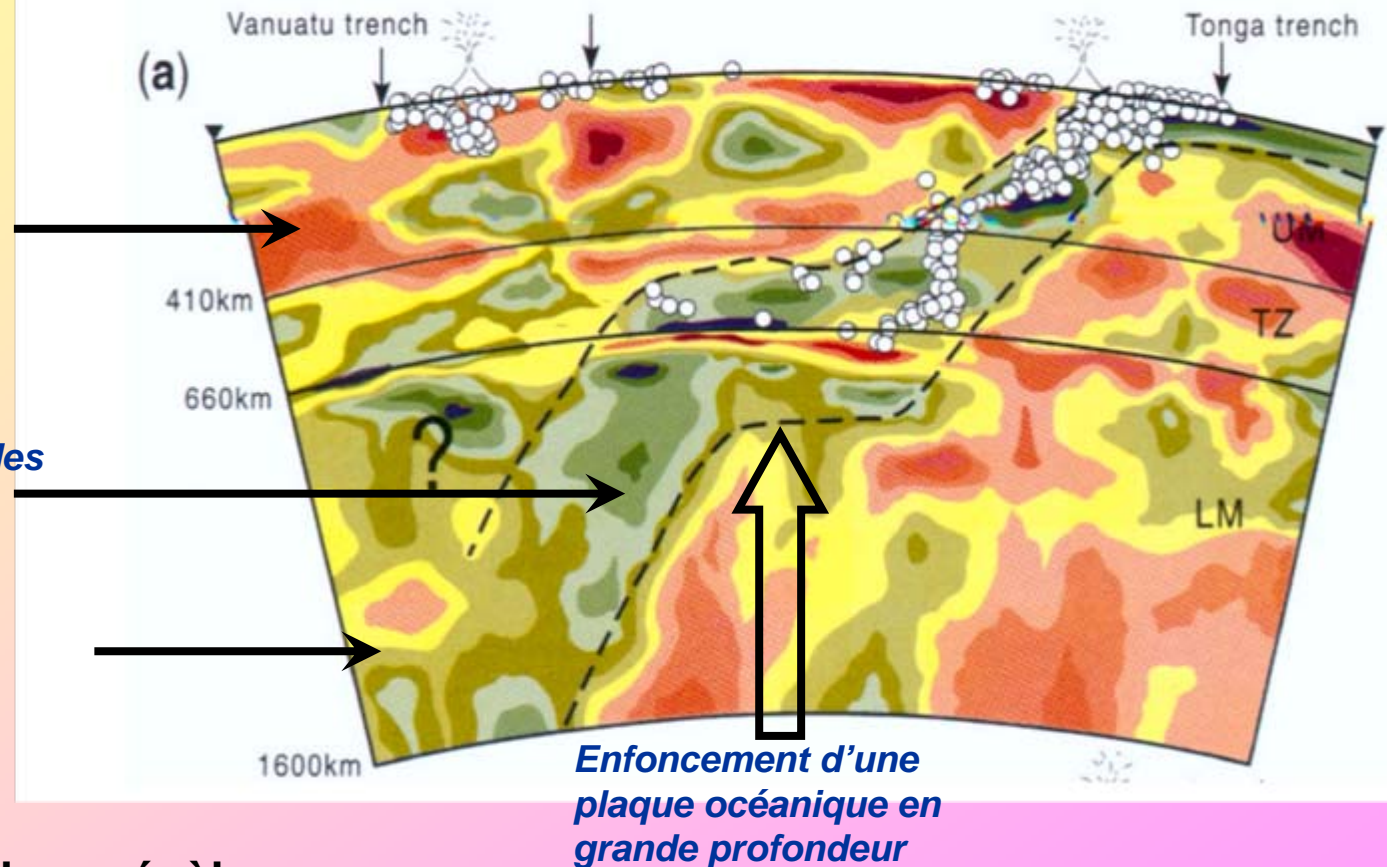 Vanuatu trench
Tonga trench
(a)
UM
410km
TZ
660km
?
les
LM
1600km
Enfoncement d’une
plaque océanique en
grande profondeur